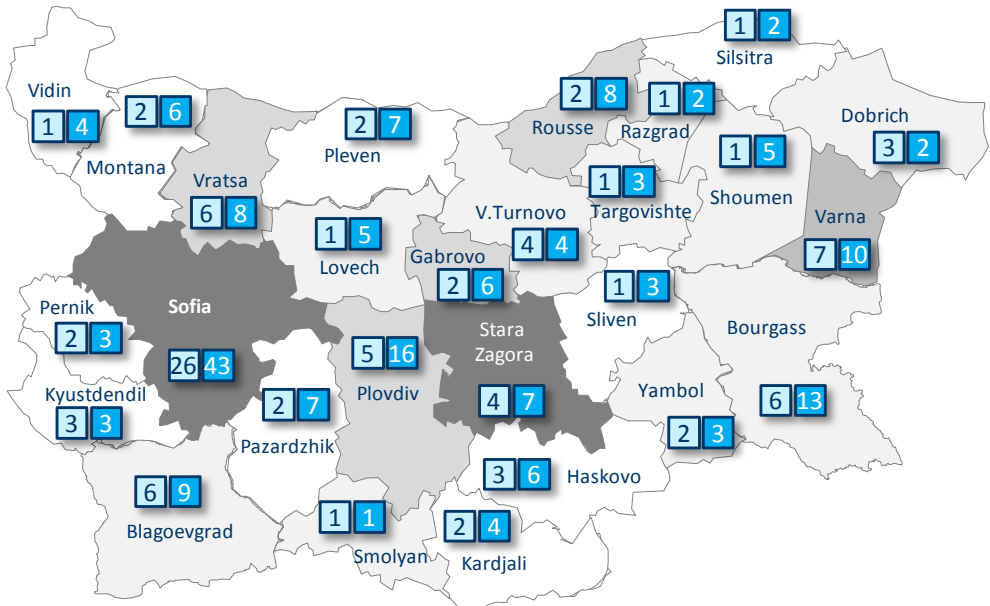 1 2
Silsitra
Vidin
1 4
2 6
Montana
2 7
Pleven
2 8
Rousse
1 2
Razgrad
Dobrich
3 2
1 5
Shoumen
Vratsa
6 8
1 3
Targovishte
Varna
7 10
1 5
Lovech
V.Turnovo
4 4
Gabrovo
2 6
1 3
Sliven
Pernik
2 3
Sofia
26 43
Stara
Zagora
4 7
Bourgass
6 13
5 16
Plovdiv
Kyustendil
3 3
2 7
Pazardzhik
Yambol
2 3
3 6
Haskovo
6 9
Blagoevgrad
1 1
Smolyan
2 4
Kardjali